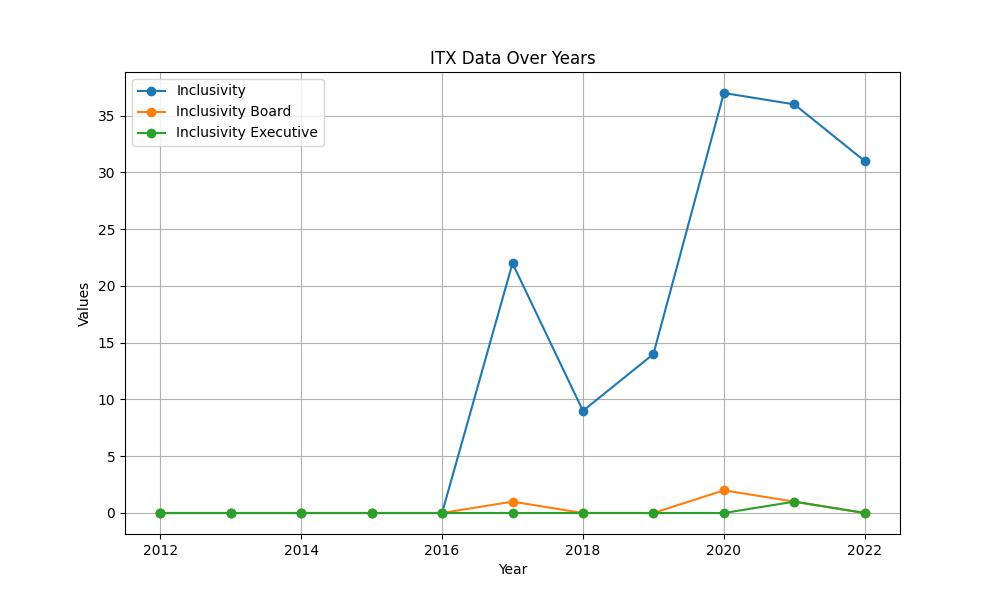 ITX Data Over Years
Inclusivity
Inclusivity Board
Inclusivity Executive
Values
35
30
25
20
15
10
5
0
2012 2014 2016 2018 2020 2022
Year